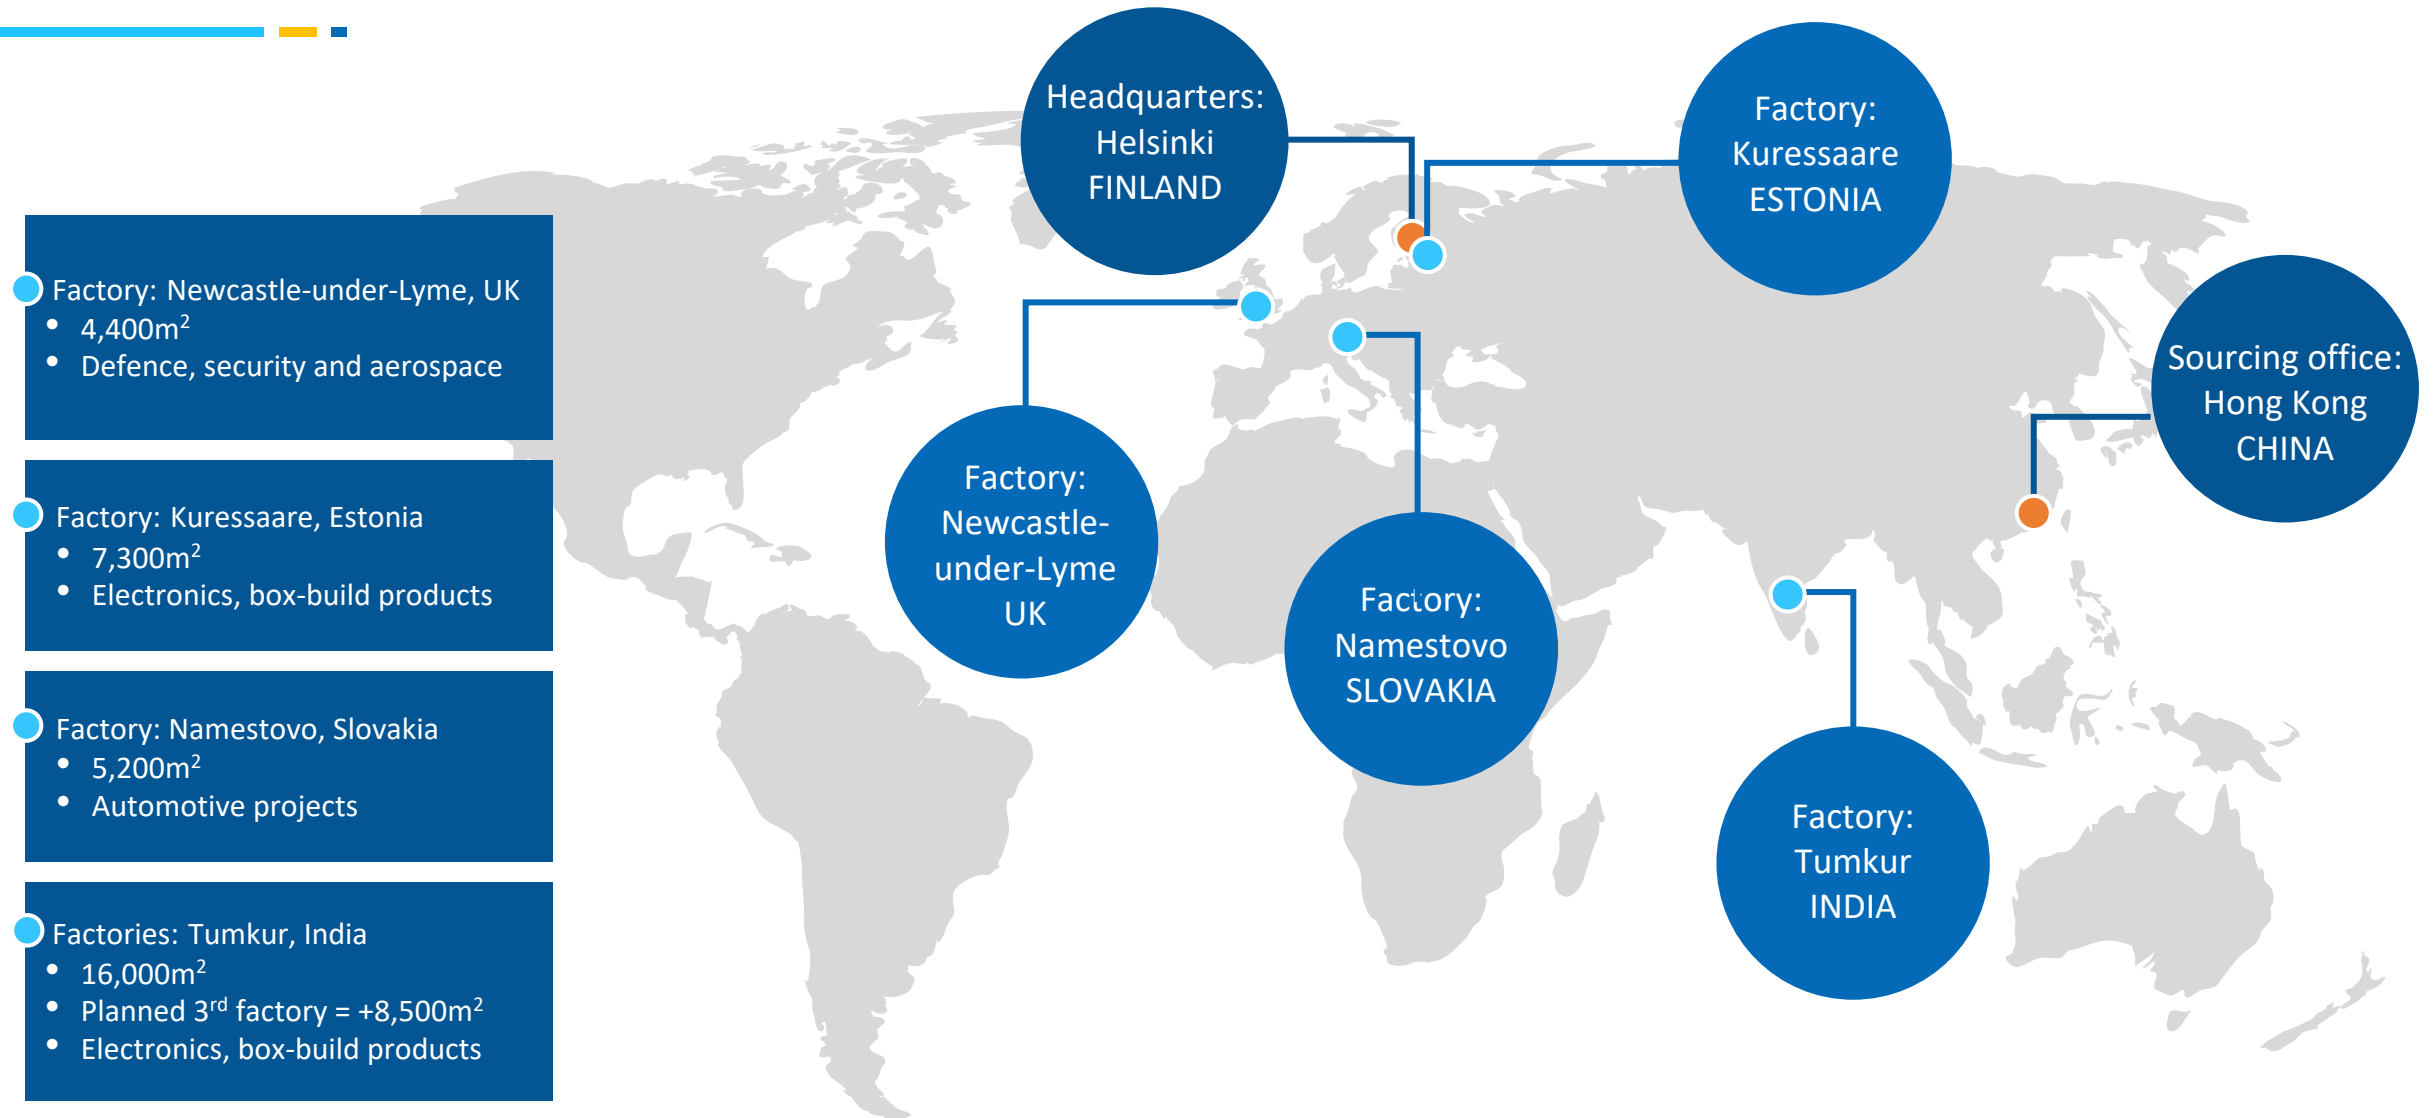 Headquarters:
Helsinki
FINLAND
Factory:
Kuressaare
ESTONIA
Factory: Newcastle-under-Lyme, UK
• 4,400m²
• Defence, security and aerospace
Sourcing office:
Hong Kong
CHINA
Factory:
Newcastle-
under-Lyme
UK
Factory: Kuressaare, Estonia
• 7,300m²
• Electronics, box-build products
Factory:
Namestovo
SLOVAKIA
Factory: Namestovo, Slovakia
• 5,200m²
• Automotive projects
Factory:
Tumkur
INDIA
Factories: Tumkur, India
• 16,000m²
• Planned 3rd factory = +8,500m²
• Electronics, box-build products